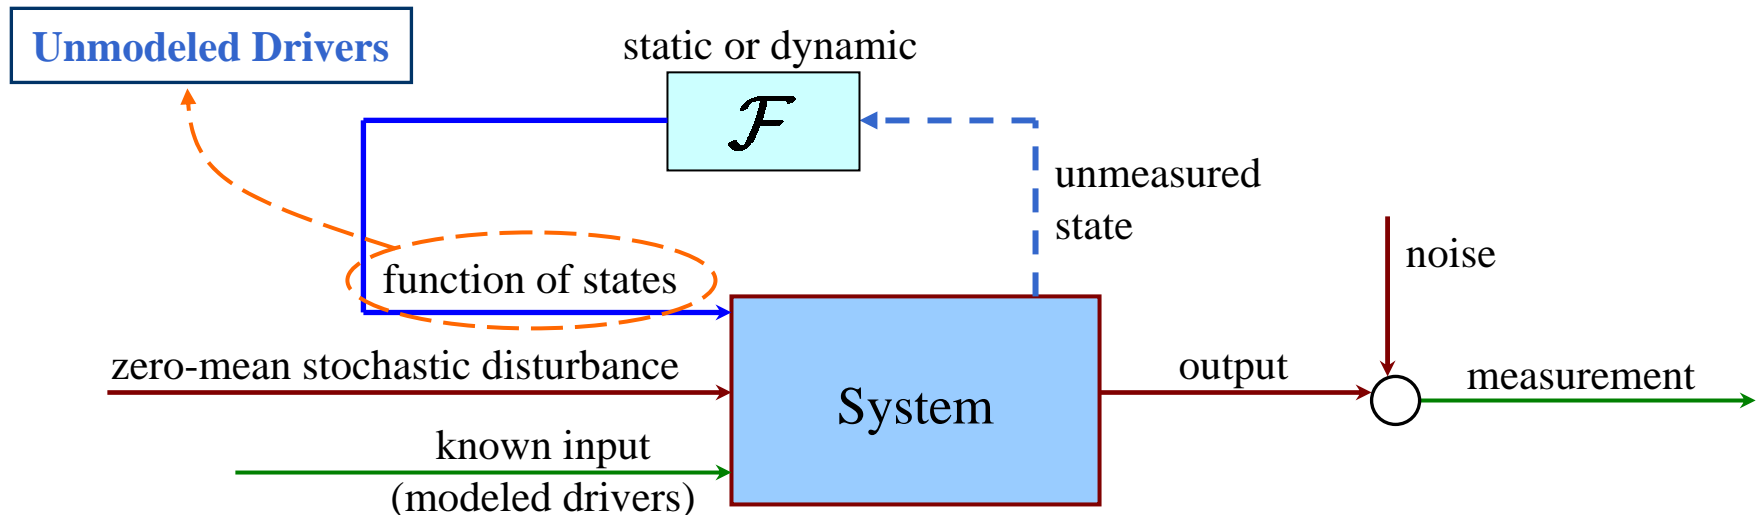 Unmodeled Drivers
static or dynamic
ℱ
unmeasured
state
function of states
noise
zero-mean stochastic disturbance
output
measurement
System
known input
(modeled drivers)